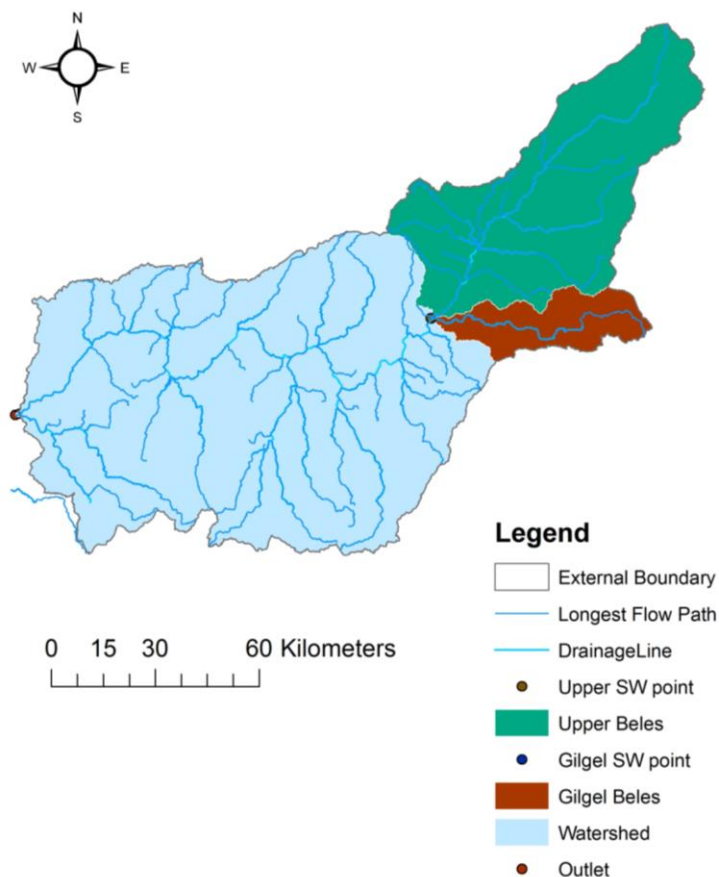 N
W E
S
Legend
External Boundary
Longest Flow Path
DrainageLine
Upper SW point
Upper Beles
Gilgel SW point
Gilgel Beles
Watershed
Outlet
0 15 30 60 Kilometers